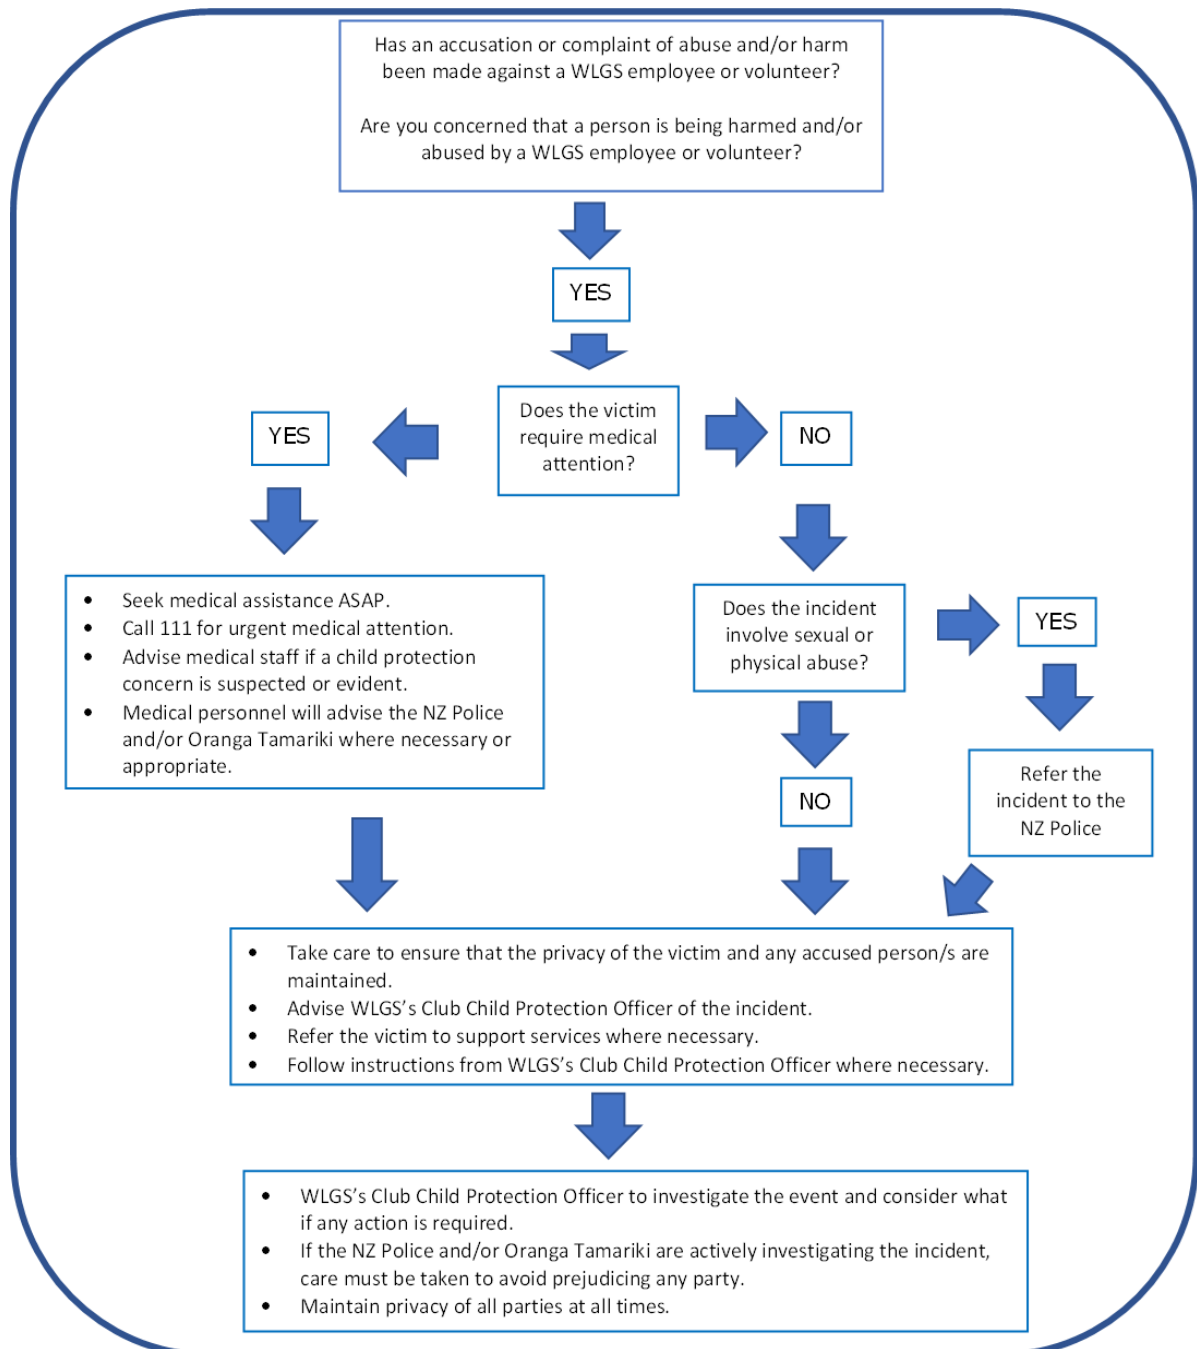 Has an accusation or complaint of abuse and/or harm
been made against a WLGS employee or volunteer?
Are you concerned that a person is being harmed and/or
abused by a WLGS employee or volunteer?
YES
Does the victim
require medical
attention?
YES
NO
• Seek medical assistance ASAP.
• Call 111 for urgent medical attention.
• Advise medical staff if a child protection
concern is suspected or evident.
• Medical personnel will advise the NZ Police
and/or Oranga Tamariki where necessary or
appropriate.
Does the incident
involve sexual or
physical abuse?
YES
NO
Refer the
incident to the
NZ Police
• Take care to ensure that the privacy of the victim and any accused person/s are
maintained.
• Advise WLGS’s Club Child Protection Officer of the incident.
• Refer the victim to support services where necessary.
• Follow instructions from WLGS’s Club Child Protection Officer where necessary.
• WLGS’s Club Child Protection Officer to investigate the event and consider what
if any action is required.
• If the NZ Police and/or Oranga Tamariki are actively investigating the incident,
care must be taken to avoid prejudicing any party.
• Maintain privacy of all parties at all times.